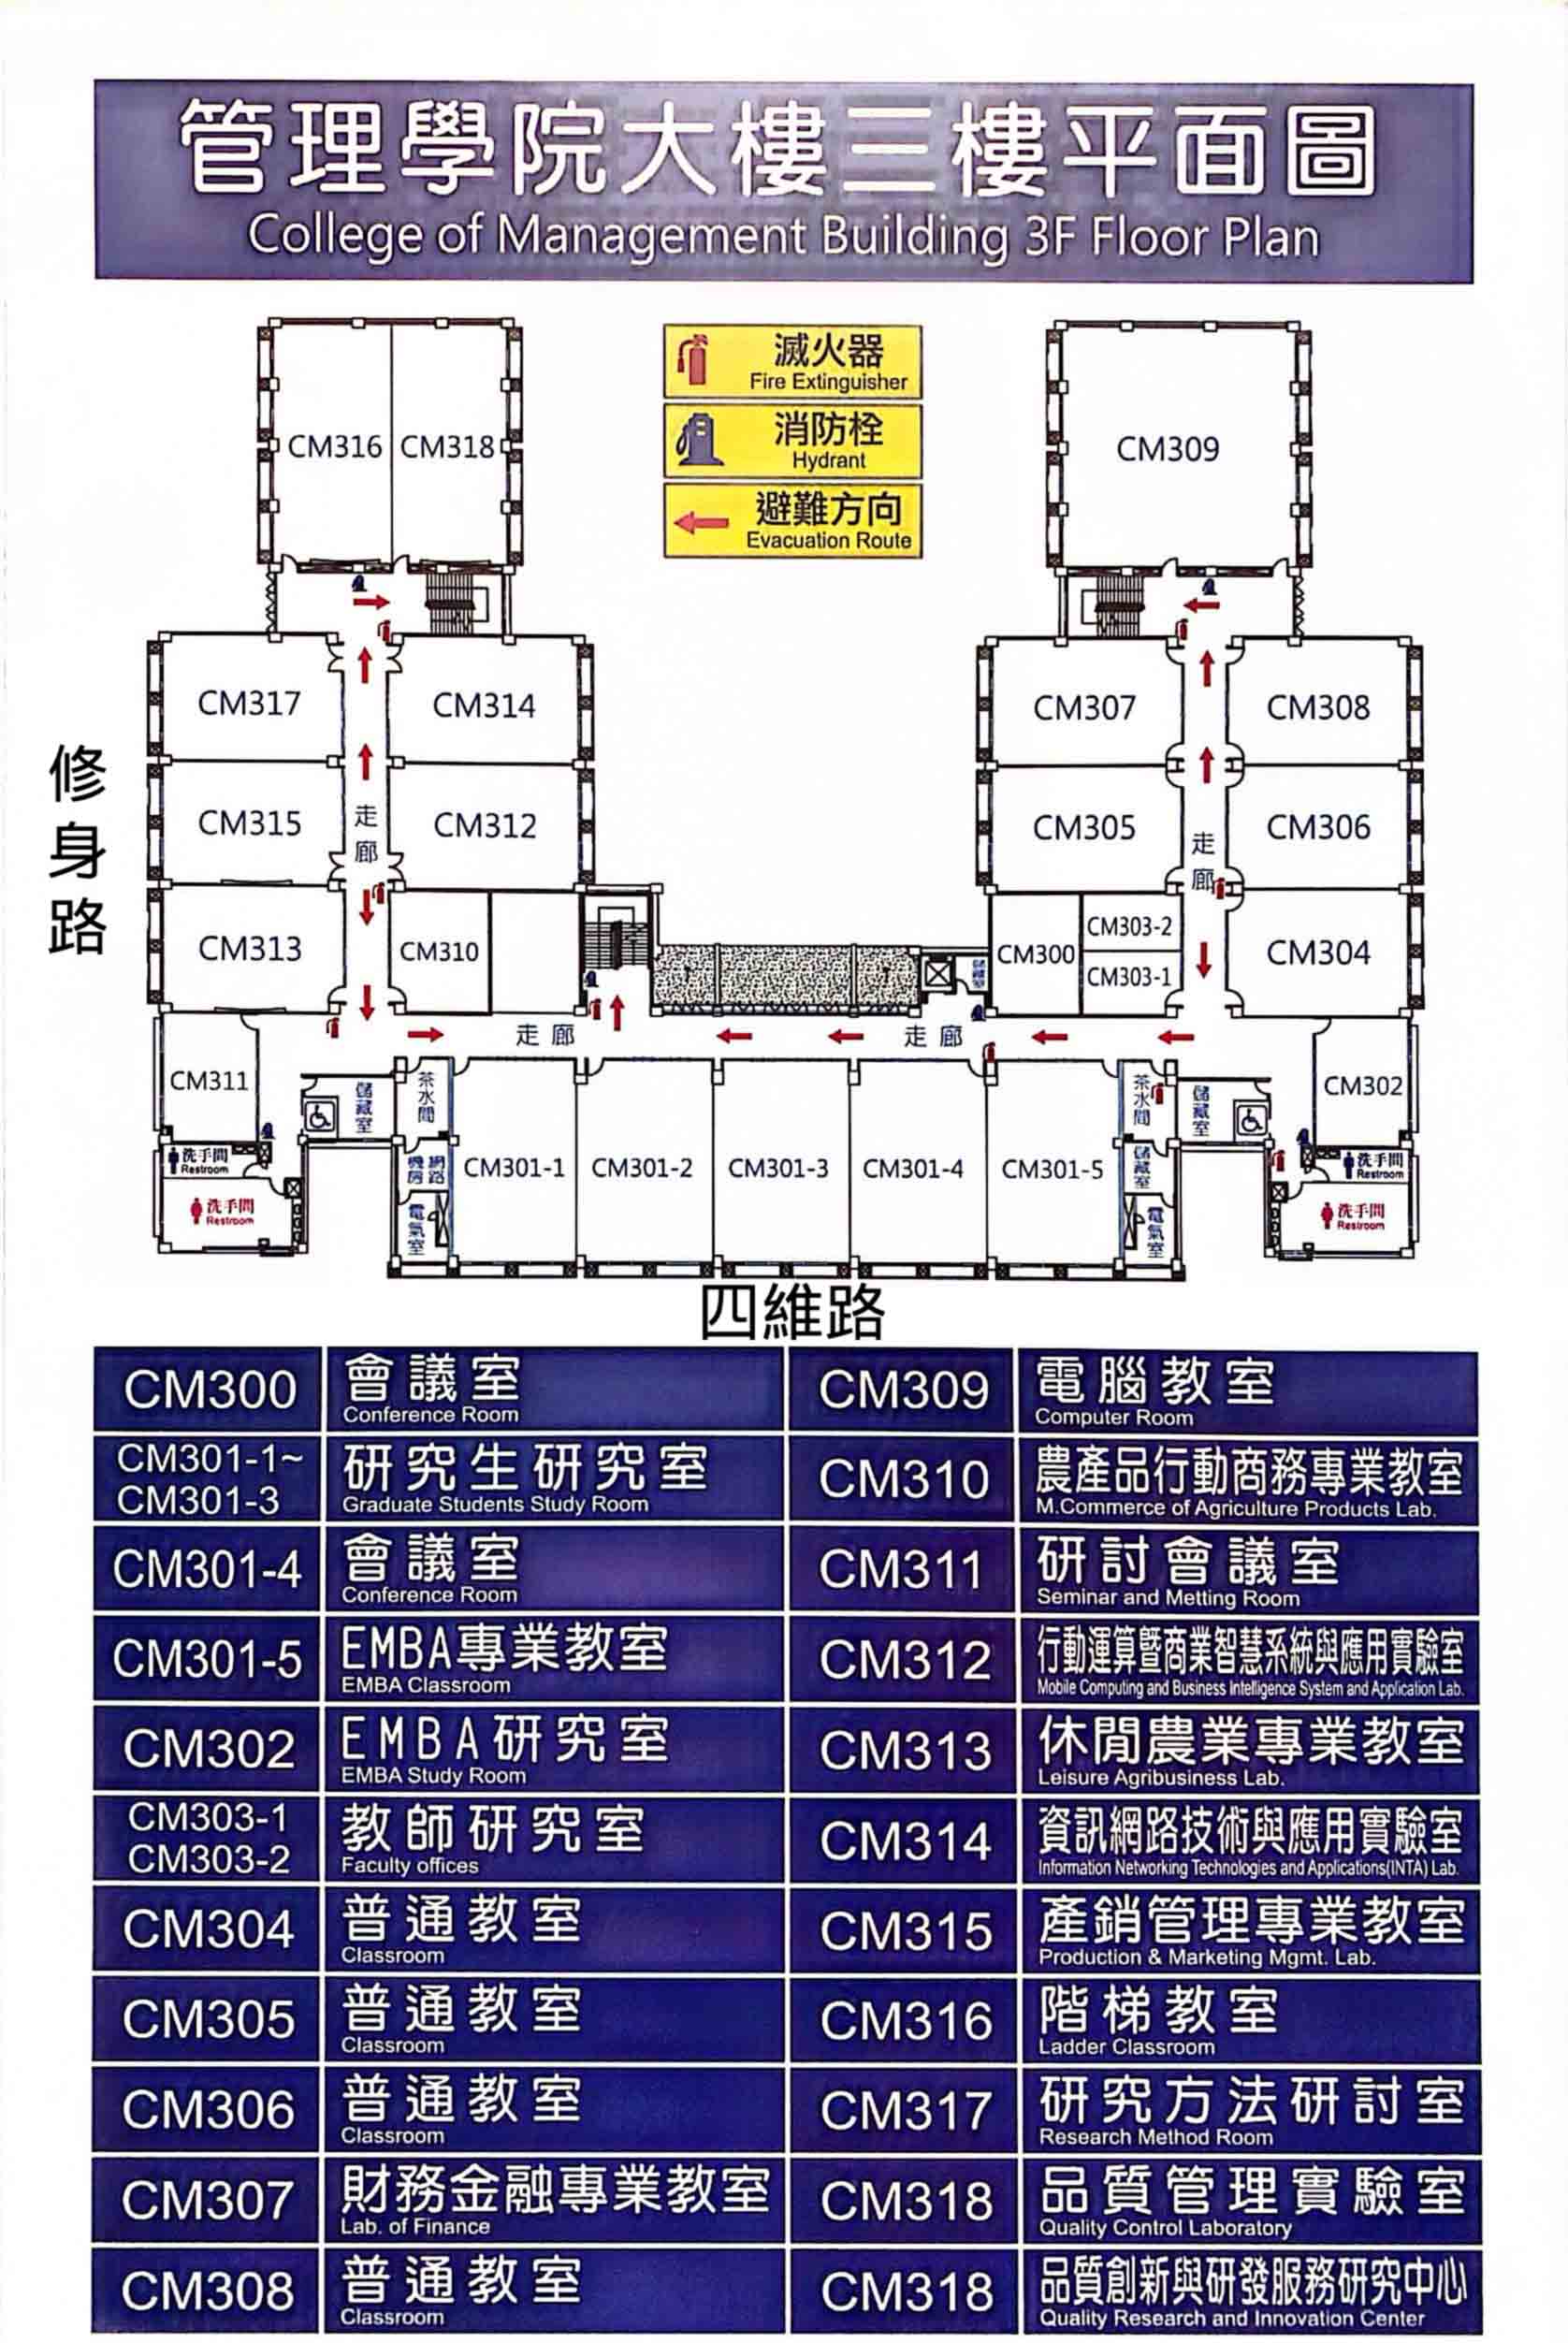 管理學院大樓三樓平面圖
College of Management Building 3F Floor Plan
滅火器
Fire Extinguisher
消防栓
Hydrant
避難方向
Evacuation Route
CM316
CM318
CM309
CM317
CM314
CM307
CM308
修身路
CM315
走廊
CM312
CM305
走廊
CM306
CM313
CM310
CM300
CM303-2
CM303-1
CM304
走廊
走廊
CM311
儲藏室
茶水間
茶水間
儲藏室
CM302
洗手間
Restroom
網路機房
CM301-1
CM301-2
CM301-3
CM301-4
CM301-5
儲藏室
洗手間
Restroom
洗手間
Restroom
電氣室
電氣室
洗手間
Restroom
四維路
CM300
會議室
Conference Room
CM301-1~
CM301-3
研究生研究室
Graduate Students Study Room
CM301-4
會議室
Conference Room
CM301-5
EMBA專業教室
EMBA Classroom
CM302
EMBA研究室
EMBA Study Room
CM303-1
CM303-2
教師研究室
Faculty offices
CM304
普通教室
Classroom
CM305
普通教室
Classroom
CM306
普通教室
Classroom
CM307
財務金融專業教室
Lab. of Finance
CM308
普通教室
Classroom
CM309
電腦教室
Computer Room
CM310
農產品行動商務專業教室
M.Commerce of Agriculture Products Lab.
CM311
研討會議室
Seminar and Metting Room
CM312
行動運算暨商業智慧系統與應用實驗室
Mobile Computing and Business Intelligence System and Application Lab.
CM313
休閒農業專業教室
Leisure Agribusiness Lab.
CM314
資訊網路技術與應用實驗室
Information Networking Technologies and Applications(INTA) Lab.
CM315
產銷管理專業教室
Production & Marketing Mgmt. Lab.
CM316
階梯教室
Ladder Classroom
CM317
研究方法研討室
Research Method Room
CM318
品質管理實驗室
Quality Control Laboratory
CM318
品質創新與研發服務研究中心
Quality Research and Innovation Center